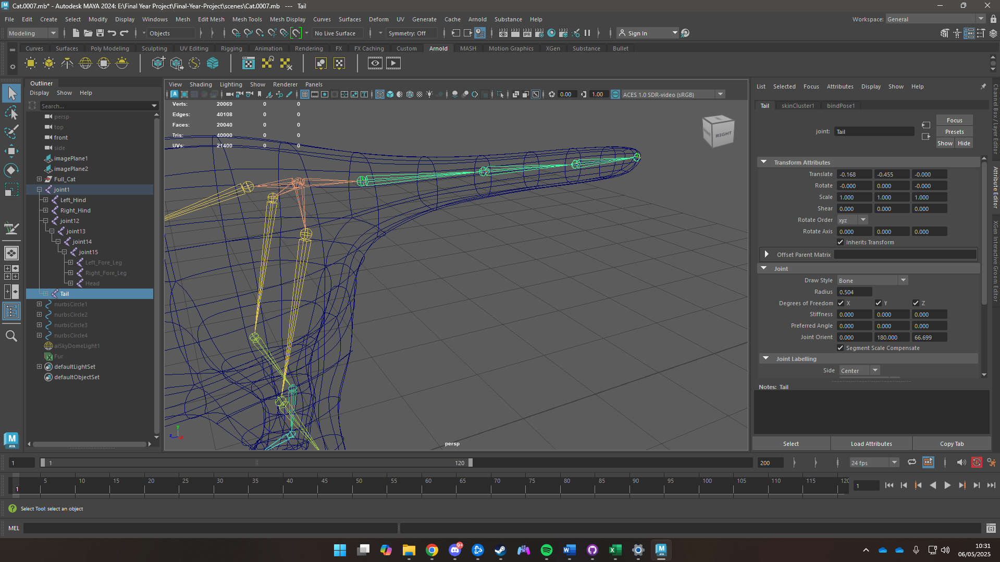 Cat.0007.mb* - Autodesk MAYA 2024: E:\Final Year Project\Final-Year-Project\scenes\Cat.0007.mb --- Tail
File Edit Create Select Modify Display Windows Mesh Edit Mesh Mesh Tools Mesh Display Curves Surfaces Deform UV Generate Cache Arnold Substance Help
Workspace: General
Modeling Objects No Live Surface Symmetry: Off IPR Sign In
Curves Surfaces Poly Modeling Sculpting UV Editing Rigging Animation Rendering FX FX Caching Custom Arnold MASH Motion Graphics XGen Substance Bullet
Outliner
Display Show Help
Search...
persp
top
front
side
imagePlane1
imagePlane2
Full_Cat
joint1
Left_Hind
Right_Hind
joint12
joint13
joint14
joint15
Left_Fore_Leg
Right_Fore_Leg
Head
Tail
nurbsCircle1
nurbsCircle2
nurbsCircle3
nurbsCircle4
aiSkyDomeLight1
Fur
defaultLightSet
defaultObjectSet
View Shading Lighting Show Renderer Panels
0.00 1.00 ACES 1.0 SDR-video (sRGB)
Verts: 20069 0 0
Edges: 40108 0 0
Faces: 20040 0 0
Tris: 40000 0 0
UVs: 21400 0 0
RIGHT
y
z
persp
List Selected Focus Attributes Display Show Help
Tail skinCluster1 bindPose1
joint: Tail
Focus
Presets
Show Hide
Transform Attributes
Translate -0.168 -0.455 -0.000
Rotate -0.000 0.000 -0.000
Scale 1.000 1.000 1.000
Shear 0.000 0.000 0.000
Rotate Order xyz
Rotate Axis 0.000 0.000 0.000
Inherits Transform
Offset Parent Matrix
Joint
Draw Style Bone
Radius 0.504
Degrees of Freedom X Y Z
Stiffness 0.000 0.000 0.000
Preferred Angle 0.000 0.000 0.000
Joint Orient 0.000 180.000 66.699
Segment Scale Compensate
Joint Labelling
Side Center
Notes: Tail
Select Load Attributes Copy Tab
Channel Box / Layer Editor
Attribute Editor
XGen Interactive Groom Editor
1 1 120 200 24 fps
5 10 15 20 25 30 35 40 45 50 55 60 65 70 75 80 85 90 95 100 105 110 115 120
1 1
Select Tool: select an object
MEL
M
AYA
9+
10:31
06/05/2025